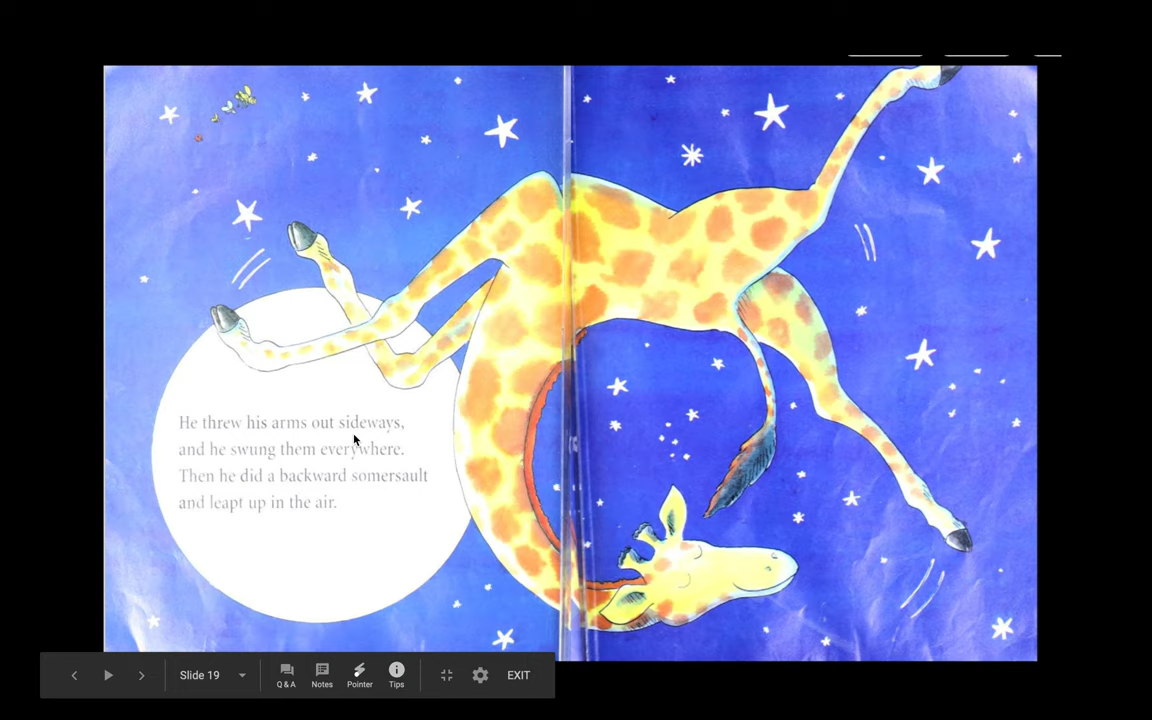 He threw his arms out sideways,
and he swung them everywhere.
Then he did a backward somersault
and leapt up in the air.
Slide 19
Q & A
Notes
Pointer
Tips
EXIT